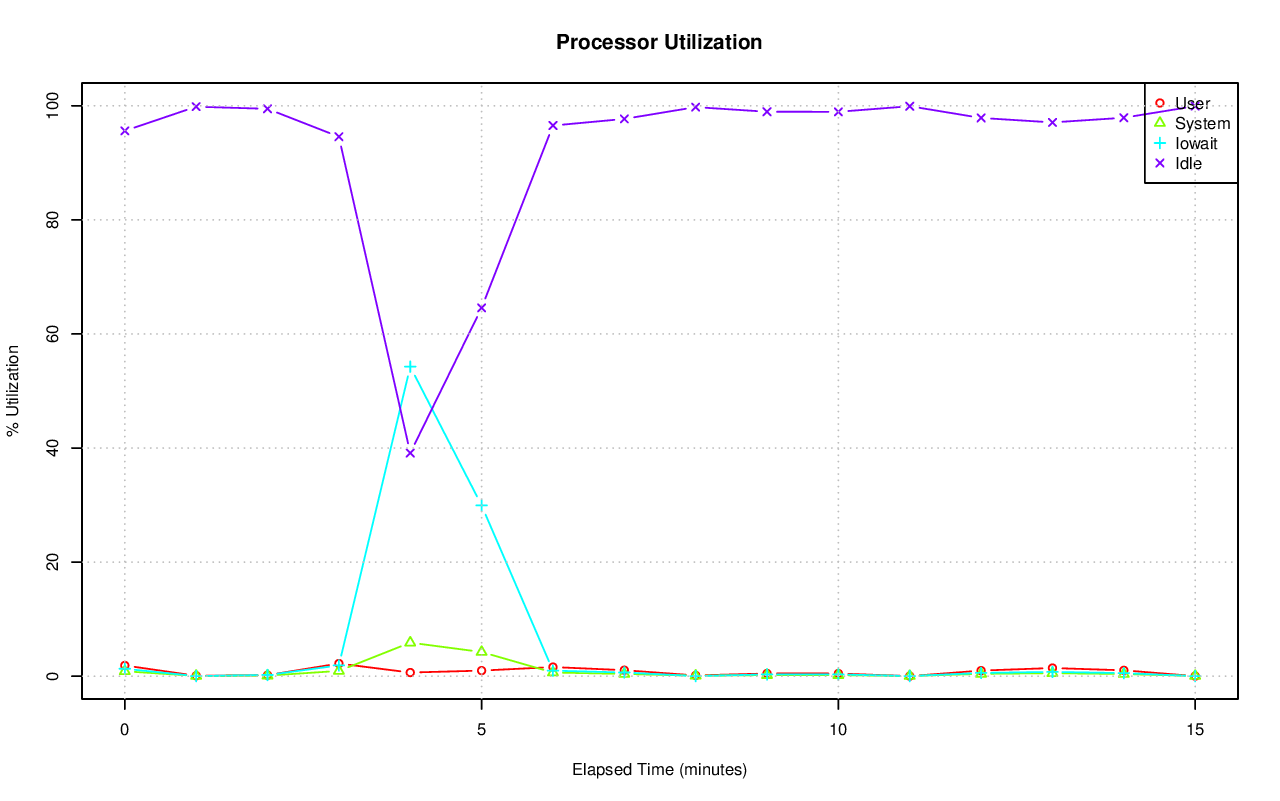 Processor Utilization
User
System
Iowait
Idle
% Utilization
100
80
60
40
20
0
0 5 10 15
Elapsed Time (minutes)